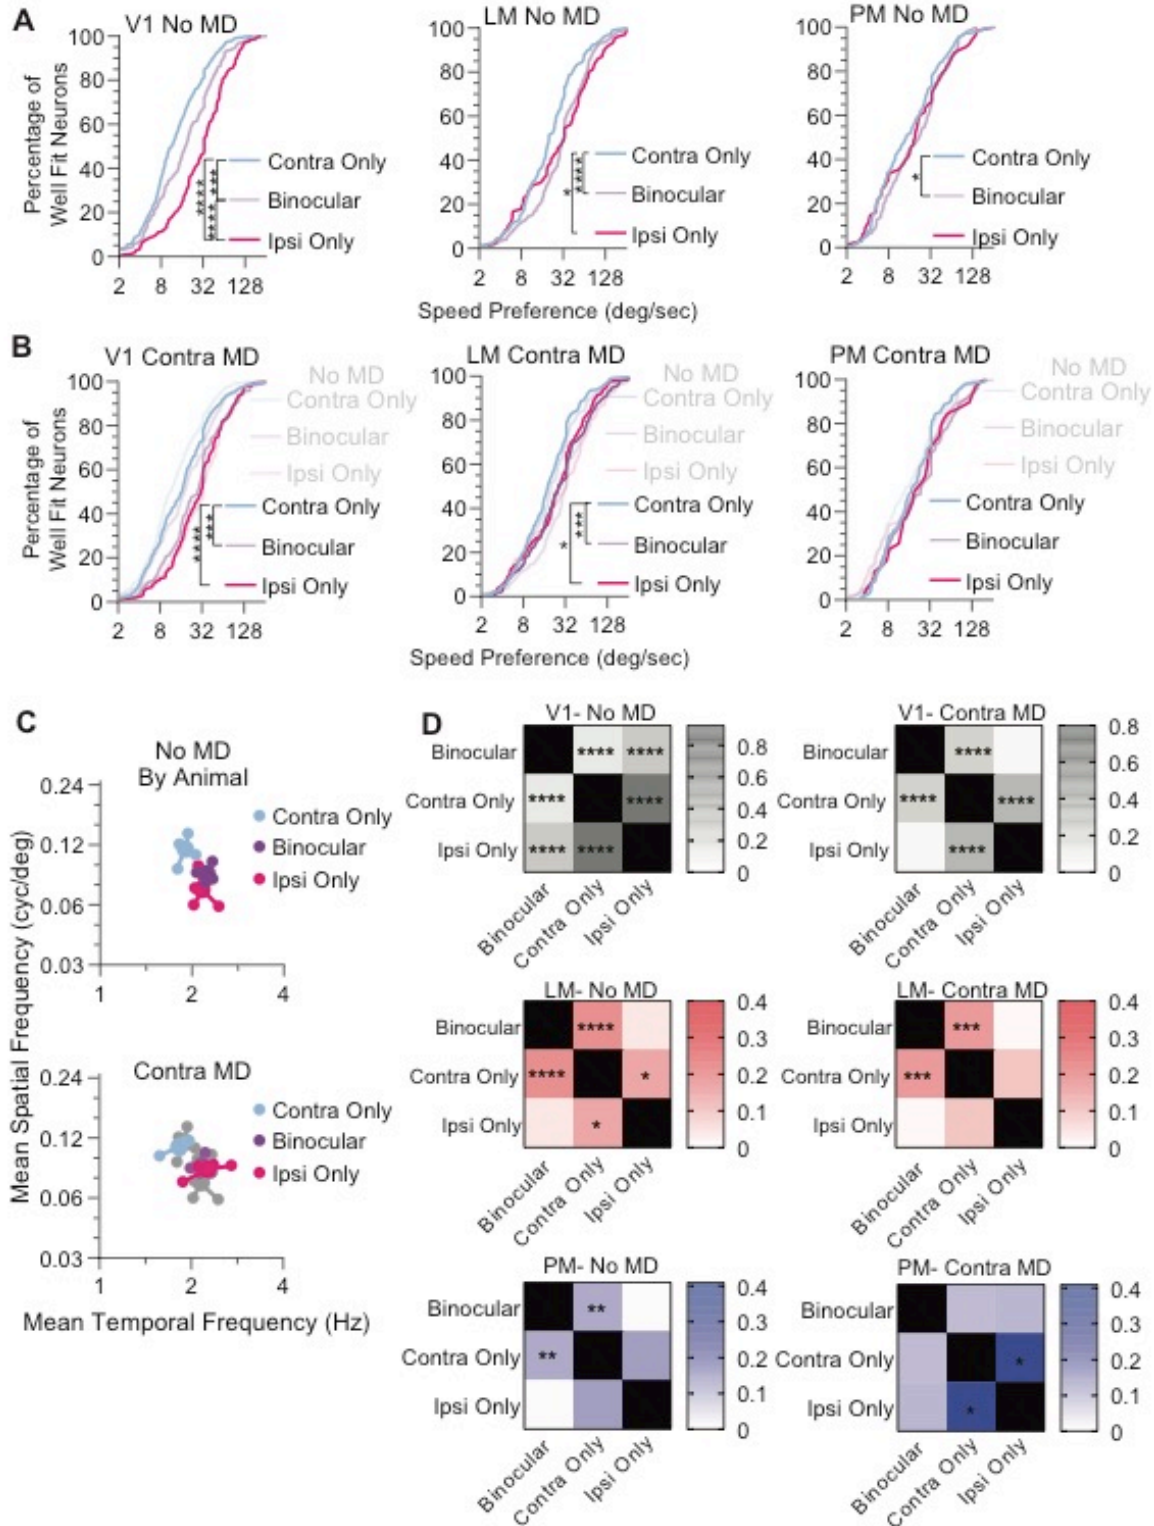 A
V1 No MD
LM No MD
PM No MD
Percentage of
Well Fit Neurons
100
80
60
40
20
0
2 8 32 128
Contra Only
Binocular
Ipsi Only
**** **** ***
100
80
60
40
20
0
2 8 32 128
Contra Only
Binocular
Ipsi Only
* ****
100
80
60
40
20
0
2 8 32 128
Contra Only
Binocular
Ipsi Only
*
Speed Preference (deg/sec)
B
V1 Contra MD
LM Contra MD
PM Contra MD
Percentage of
Well Fit Neurons
100
80
60
40
20
0
2 8 32 128
No MD
Contra Only
Binocular
Ipsi Only
Contra Only
Binocular
Ipsi Only
**** ***
100
80
60
40
20
0
2 8 32 128
No MD
Contra Only
Binocular
Ipsi Only
Contra Only
Binocular
Ipsi Only
* ***
100
80
60
40
20
0
2 8 32 128
No MD
Contra Only
Binocular
Ipsi Only
Contra Only
Binocular
Ipsi Only
Speed Preference (deg/sec)
C
No MD
By Animal
0.24
0.12
0.06
0.03
1 2 4
Contra Only
Binocular
Ipsi Only
Mean Spatial Frequency (cyc/deg)
Contra MD
0.24
0.12
0.06
0.03
1 2 4
Contra Only
Binocular
Ipsi Only
Mean Temporal Frequency (Hz)
D
V1- No MD
Binocular **** ****
Contra Only **** ****
Ipsi Only **** ****
Binocular
Contra Only
Ipsi Only
0.8
0.6
0.4
0.2
0
V1- Contra MD
Binocular ****
Contra Only **** ****
Ipsi Only ****
Binocular
Contra Only
Ipsi Only
0.8
0.6
0.4
0.2
0
LM- No MD
Binocular ****
Contra Only **** *
Ipsi Only *
Binocular
Contra Only
Ipsi Only
0.4
0.3
0.2
0.1
0
LM- Contra MD
Binocular ***
Contra Only ***
Ipsi Only
Binocular
Contra Only
Ipsi Only
0.4
0.3
0.2
0.1
0
PM- No MD
Binocular **
Contra Only **
Ipsi Only
Binocular
Contra Only
Ipsi Only
0.4
0.3
0.2
0.1
0
PM- Contra MD
Binocular
Contra Only *
Ipsi Only *
Binocular
Contra Only
Ipsi Only
0.4
0.3
0.2
0.1
0